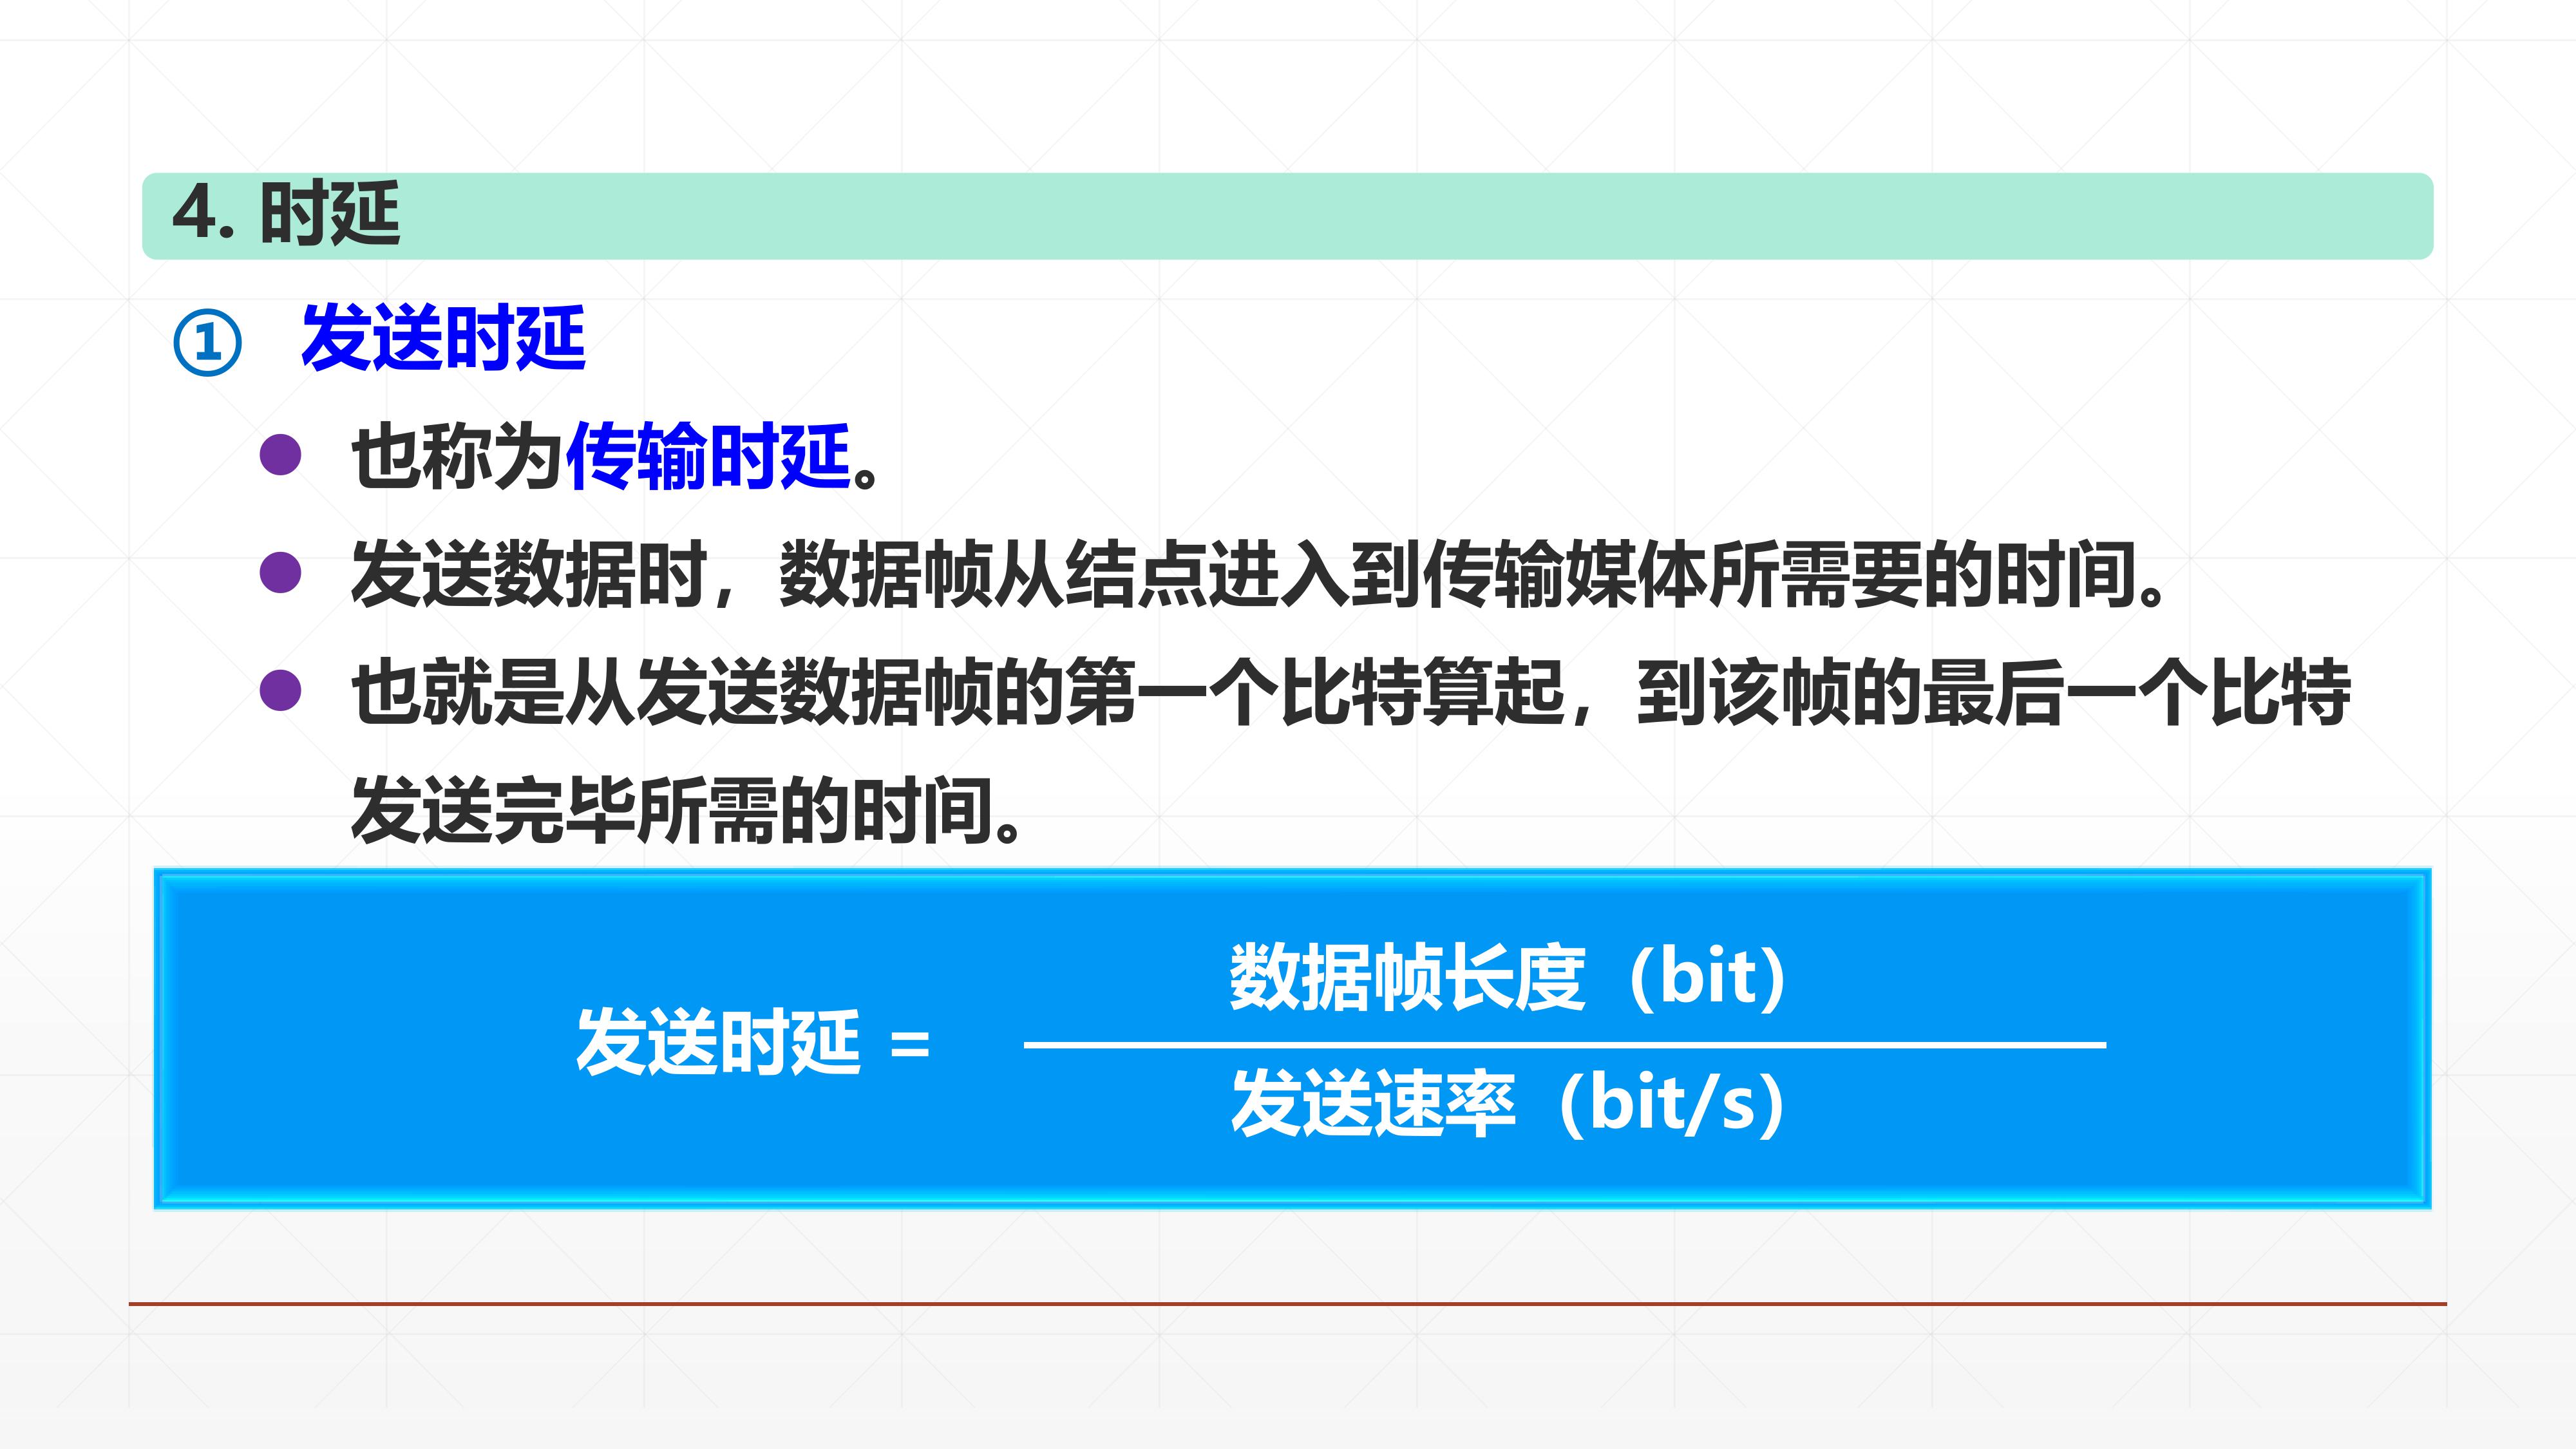 4. 时延
① 发送时延
● 也称为传输时延。
● 发送数据时，数据帧从结点进入到传输媒体所需要的时间。
● 也就是从发送数据帧的第一个比特算起，到该帧的最后一个比特
发送完毕所需的时间。
数据帧长度（bit）
发送时延 =
发送速率（bit/s）